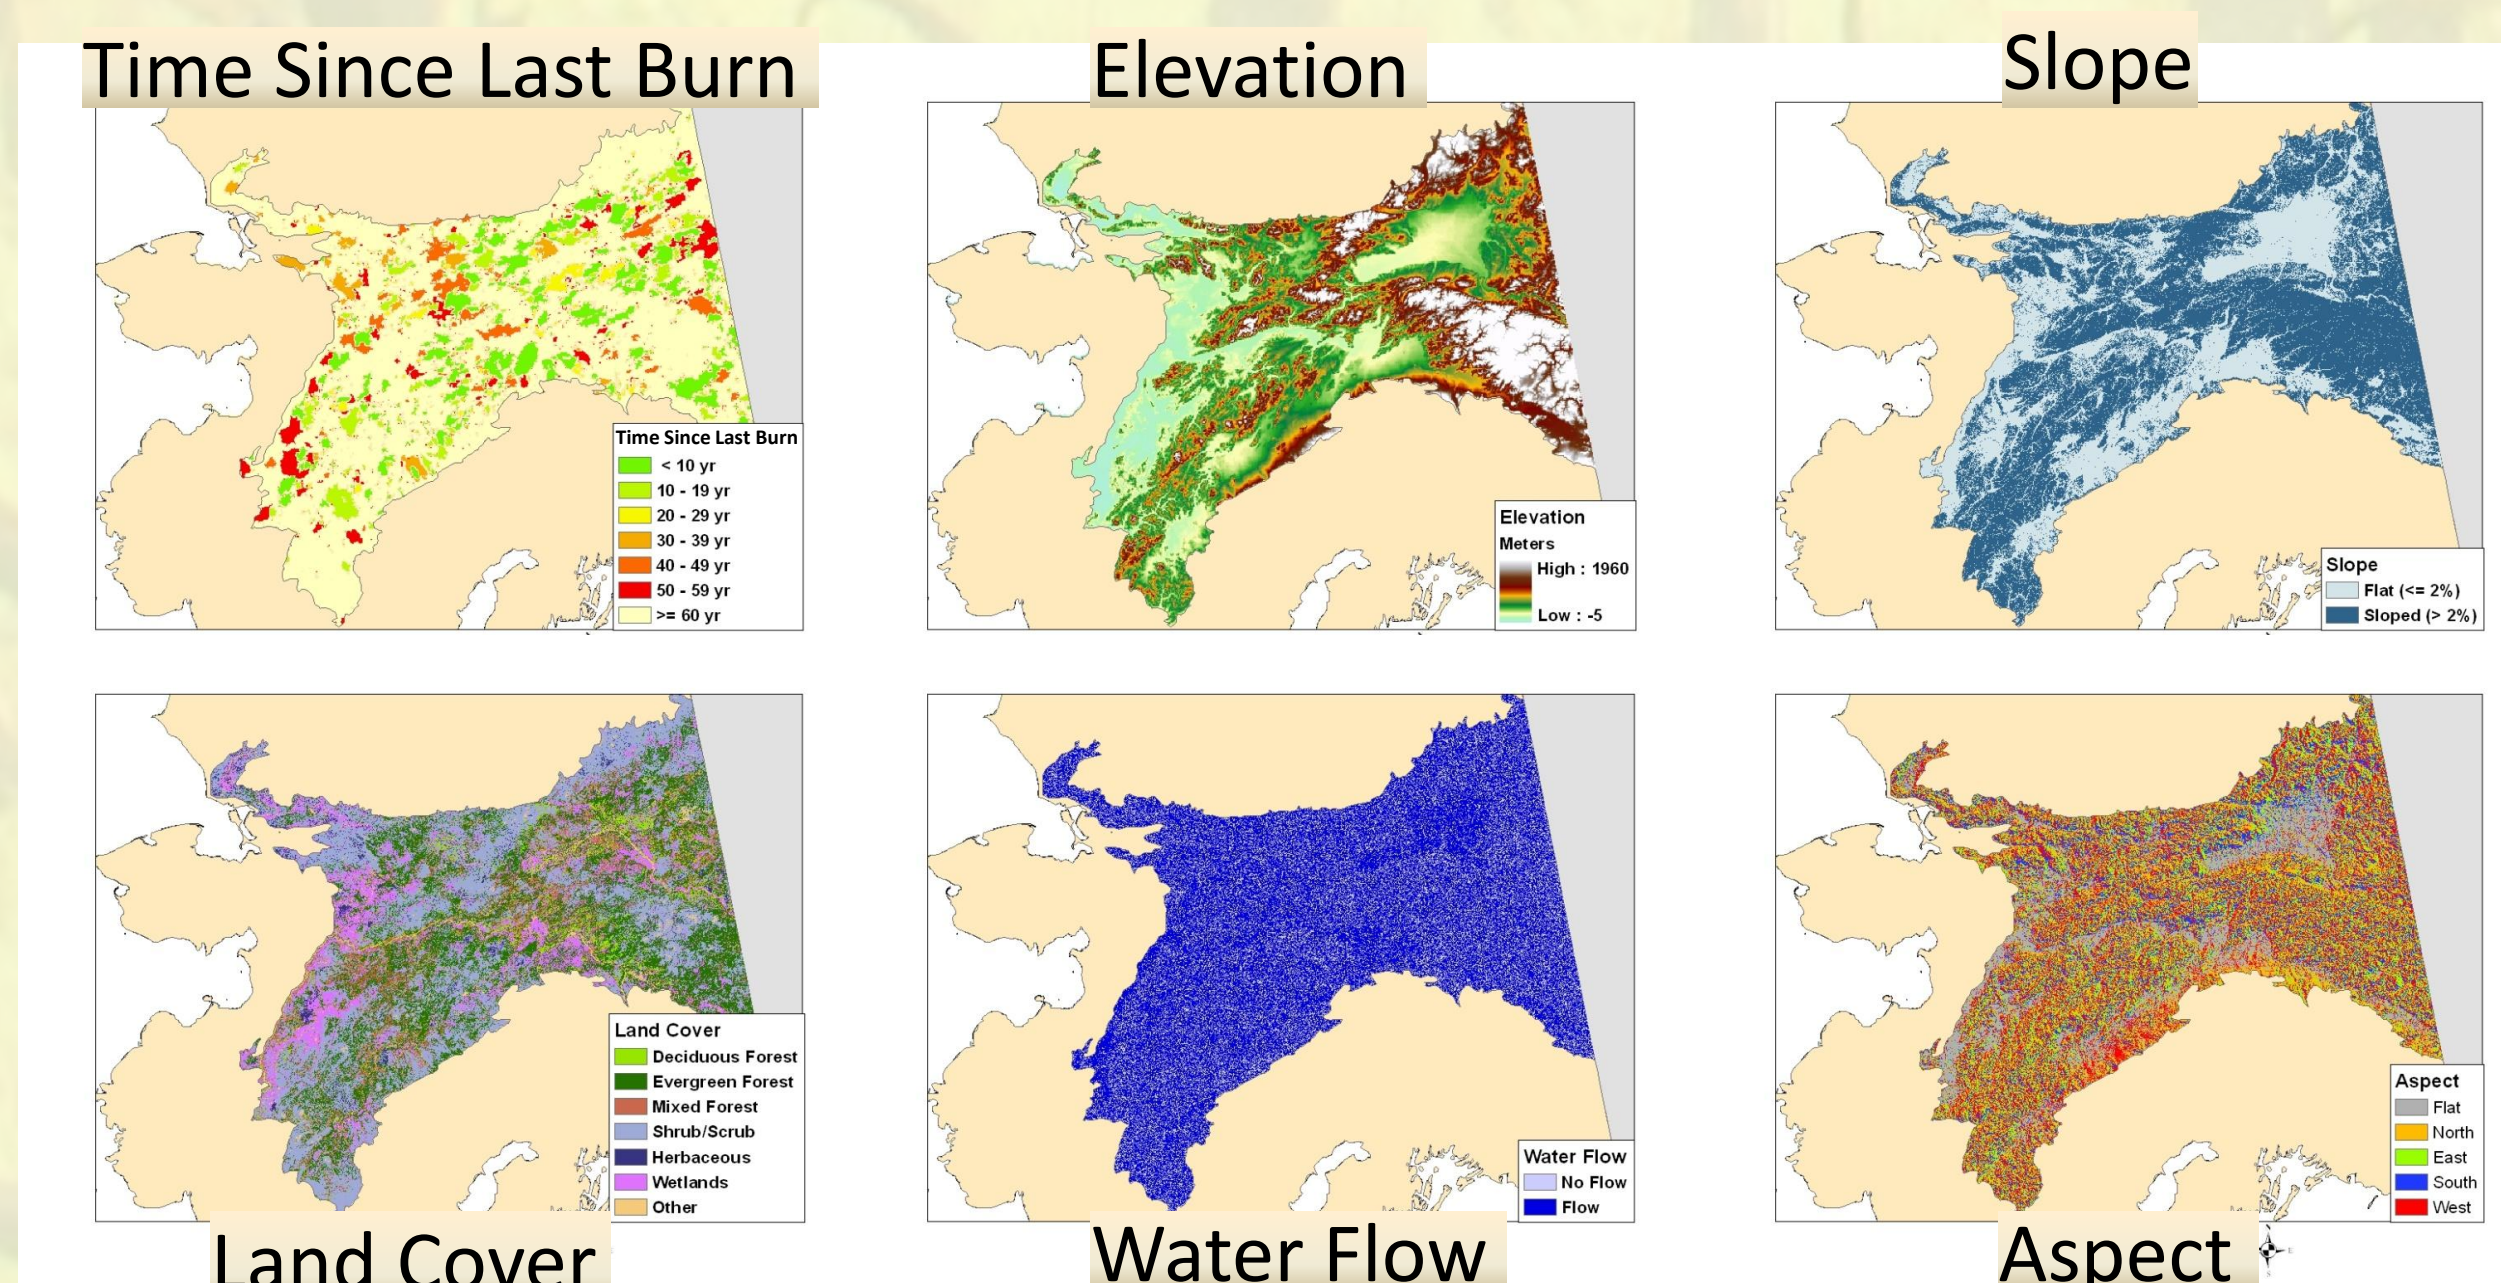 Time Since Last Burn
Elevation
Slope
Time Since Last Burn
< 10 yr
10 - 19 yr
20 - 29 yr
30 - 39 yr
40 - 49 yr
50 - 59 yr
>= 60 yr
Elevation
Meters
High : 1960
Low : -5
Slope
Flat (<= 2%)
Sloped (> 2%)
Land Cover
Deciduous Forest
Evergreen Forest
Mixed Forest
Shrub/Scrub
Herbaceous
Wetlands
Other
Water Flow
No Flow
Flow
Aspect
Flat
North
East
South
West
Land Cover
Water Flow
Aspect